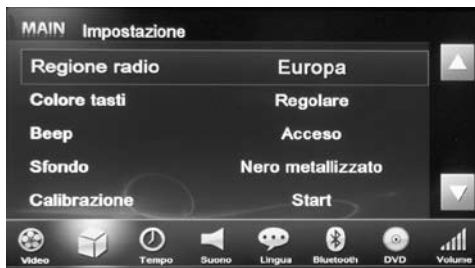 MAIN Impostazione
Regione radio Europa
Colore tasti Regolare
Beep Acceso
Sfondo Nero metallizzato
Calibrazione Start
Video Tempo Suono Lingua Bluetooth DVD Volume